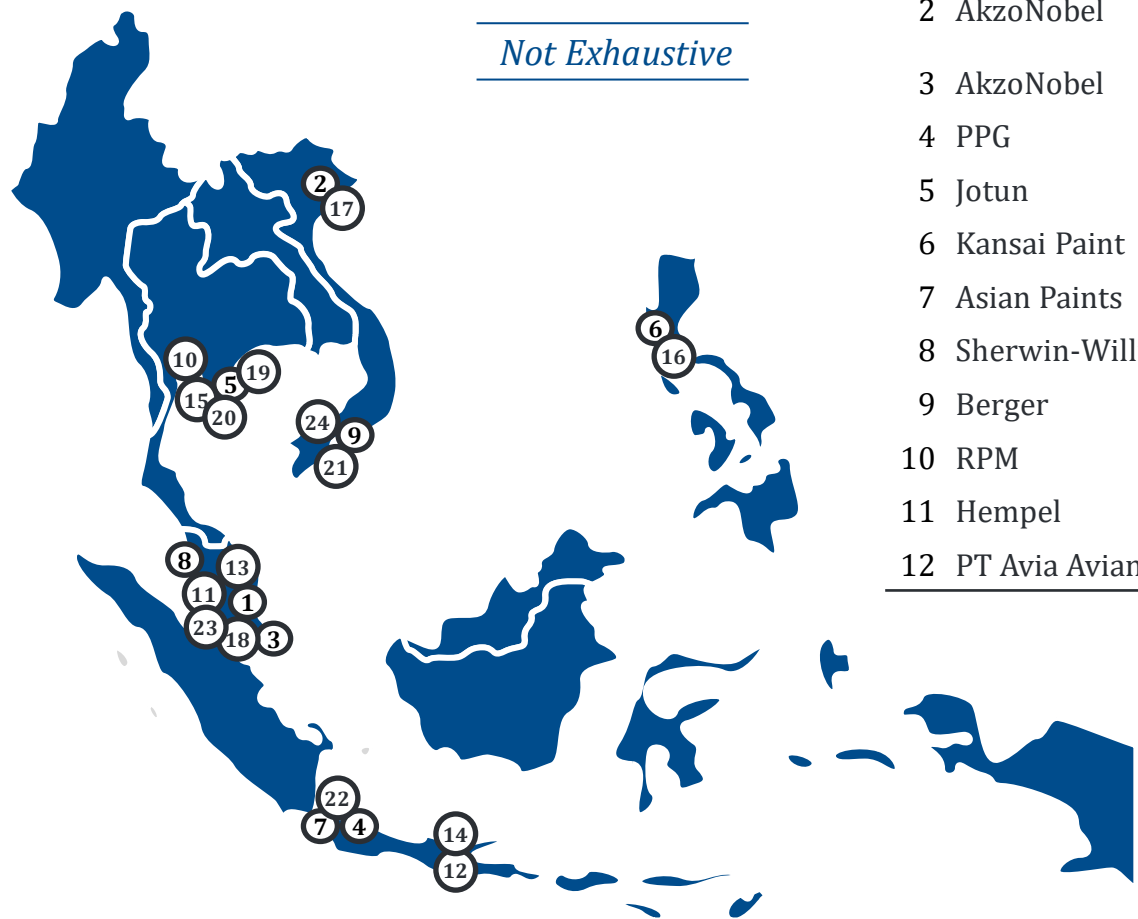 Not Exhaustive
2 AkzoNobel
3 AkzoNobel
4 PPG
5 Jotun
6 Kansai Paint
7 Asian Paints
8 Sherwin-Will
9 Berger
10 RPM
11 Hempel
12 PT Avia Avian
2
17
6
16
10
19
5
15
20
24
9
21
8
13
11
1
23
18
3
22
7
4
14
12